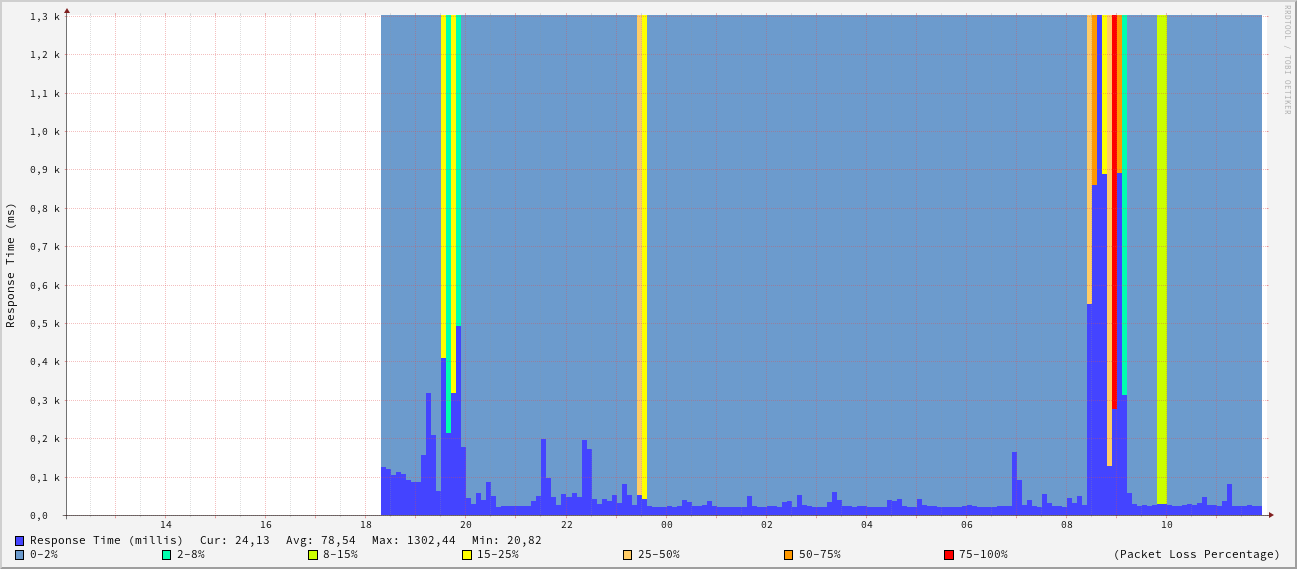 RRDTOOL / TOBI OETIKER
Response Time (ms)
1,3 k
1,2 k
1,1 k
1,0 k
0,9 k
0,8 k
0,7 k
0,6 k
0,5 k
0,4 k
0,3 k
0,2 k
0,1 k
0,0
14 16 18 20 22 00 02 04 06 08 10
Response Time (millis) Cur: 24,13 Avg: 78,54 Max: 1302,44 Min: 20,82
0-2% 2-8% 8-15% 15-25% 25-50% 50-75% 75-100% (Packet Loss Percentage)